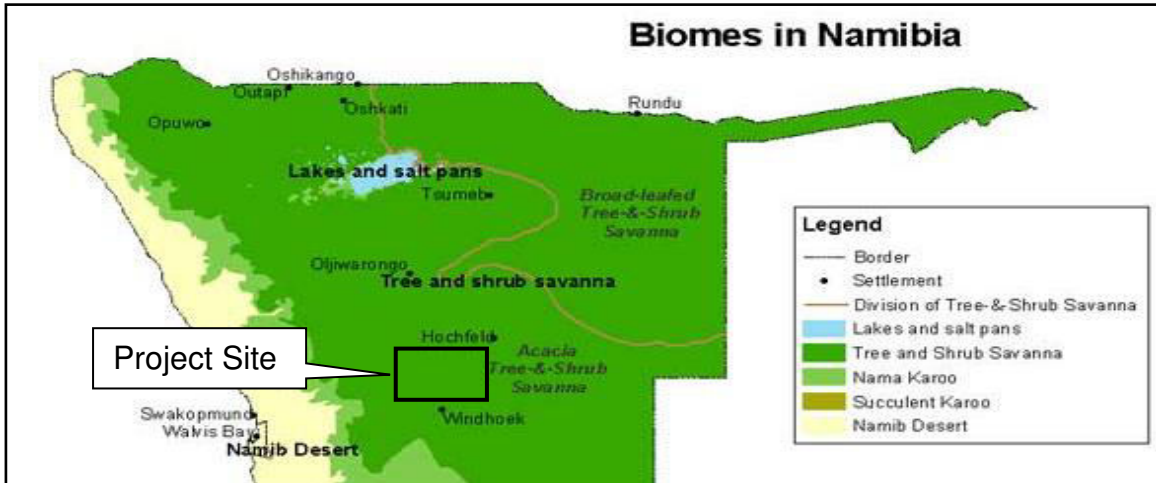 Biomes in Namibia
Oshikango
Outapi
Oshkati
Rundu
Opuwo
Lakes and salt pans
Tsumeb
Broad-leafed
Tree-&-Shrub
Savanna
Legend
Border
Settlement
Division of Tree-&-Shrub Savanna
Lakes and salt pans
Tree and Shrub Savanna
Nama Karoo
Succulent Karoo
Namib Desert
Otjiwarongo
Tree and shrub savanna
Hochfeld
Acacia
Tree-&-Shrub
Savanna
Project Site
Swakopmund
Walvis Bay
Windhoek
Namib Desert